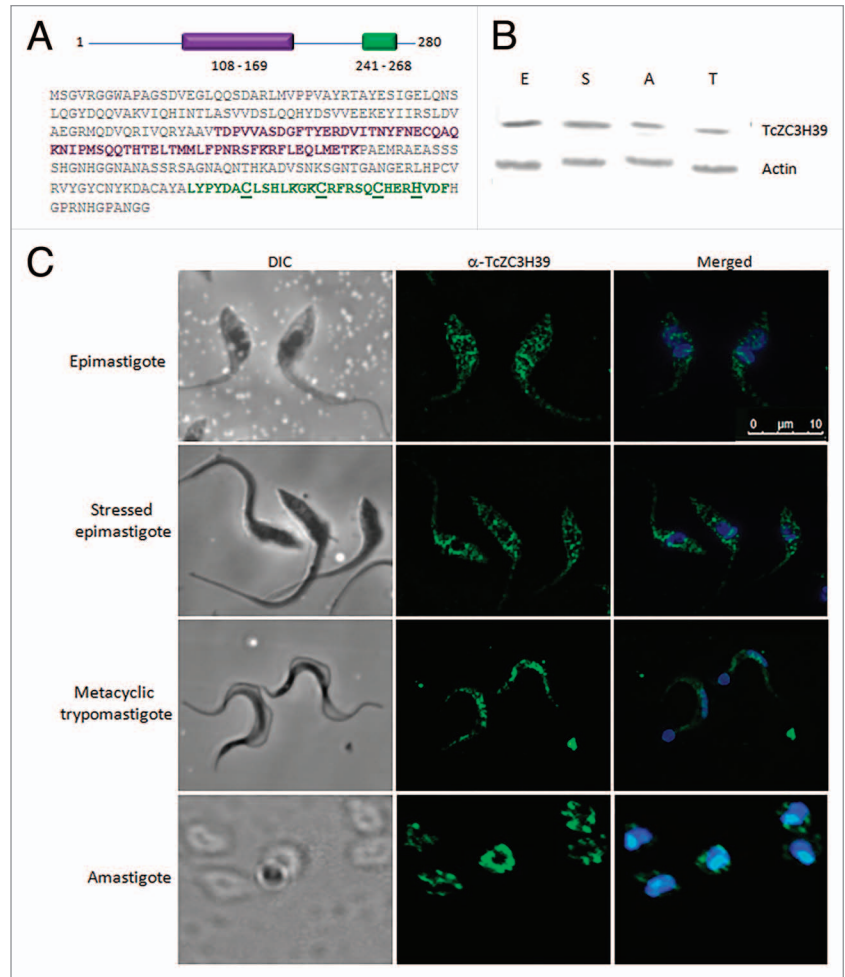 A
1
280
108 - 169
241 - 268
MSGVRGGWAPAGSDVEGLQQSDARLMVPPVAYRTAYESIGELQNS
LQGYDQQVAKVIQHINTLASVVDSLQQHYDSVVEEKEYIIRSLDV
AEGRMQDVQRIVQRYAAVTDPVVASDGFTYERDVITNYFNECQAQ
KNIPMSQQTHTELTMMLFPNRSFKRFLEQLMETKPAEMRAEASSS
SHGNHGGNANASSRSAGNAQNTHKADVSNKSGNTGANGERLHPCV
RVYGYCNYKDACAYALYPYDACLSHLKGKCRFRSQCHERHVDFH
GPRNHGPANGG
B
E S A T
TcZC3H39
Actin
C
DIC α-TcZC3H39 Merged
Epimastigote
0 µm 10
Stressed
epimastigote
Metacyclic
trypomastigote
Amastigote